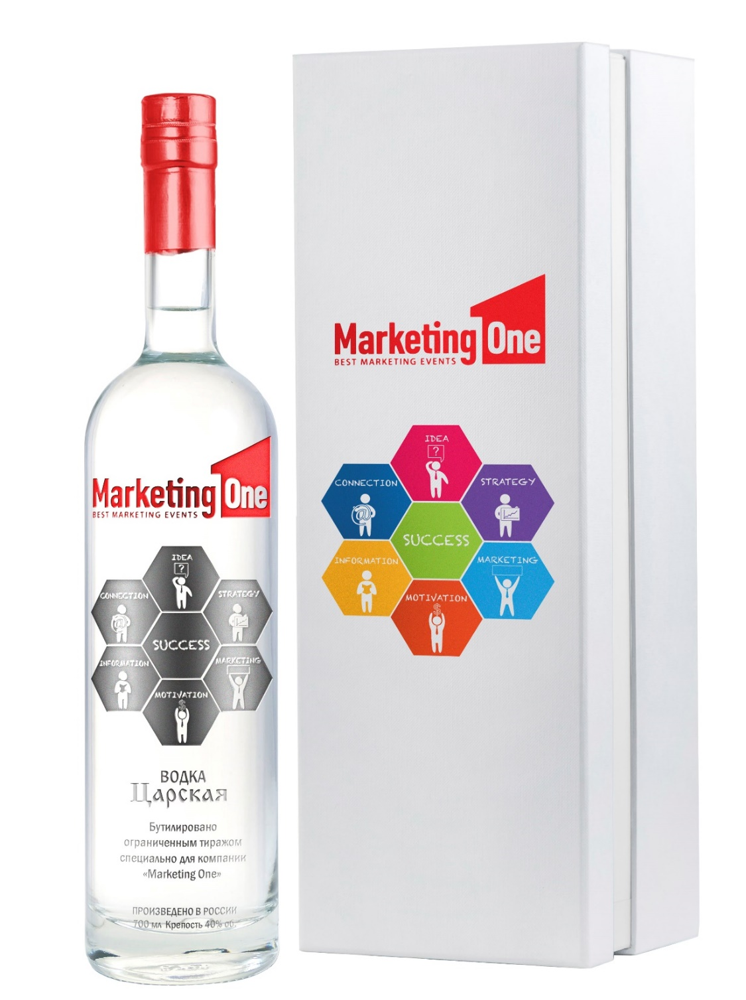 Marketing One
BEST MARKETING EVENTS
IDEA
?
CONNECTION
@
STRATEGY
SUCCESS
INFORMATION
MARKETING
MOTIVATION
$
ВОДКА
Царская
Бутилировано
ограниченным тиражом
специально для компании
«Marketing One»
ПРОИЗВЕДЕНО В РОССИИ
700 мл Крепость 40% об.
Marketing One
BEST MARKETING EVENTS
IDEA
?
CONNECTION
@
STRATEGY
SUCCESS
INFORMATION
MARKETING
MOTIVATION
$